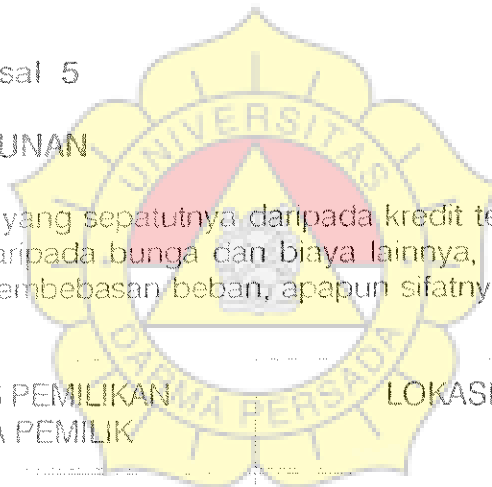 sal 5
UNAN
UNIVERSITAS
yang sepatutnya daripada kredit te
aripada bunga dan biaya lainnya,
embebasan beban, apapun sifatny
DARMA PERSADA
S PEMILIKAN LOKASI
A PEMILIK